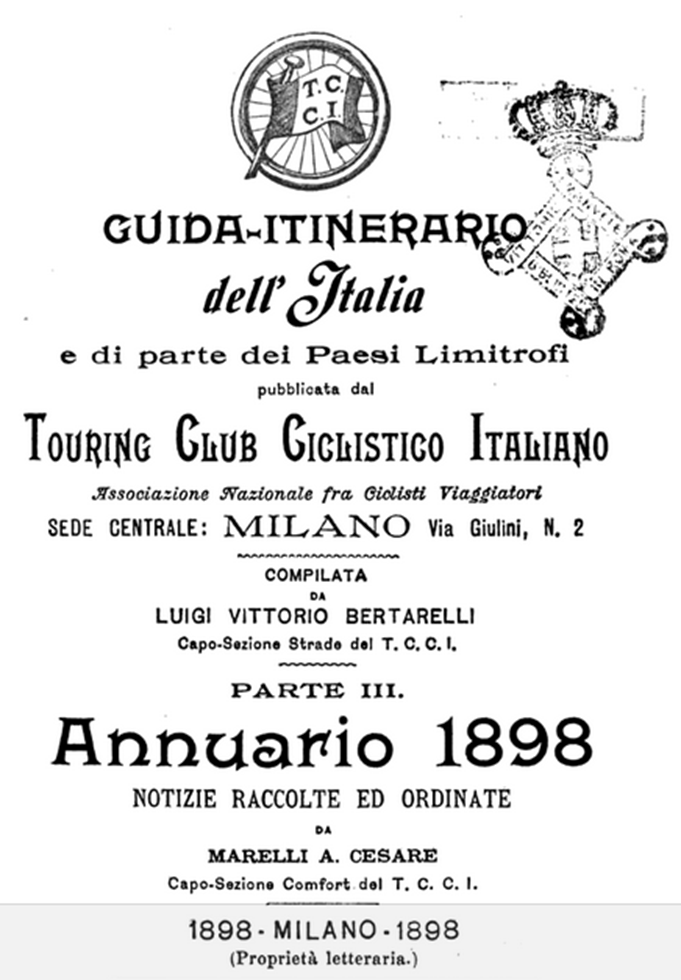 T. C.
C. I.
GUIDA-ITINERARIO
dell' Italia
e di parte dei Paesi Limitrofi
pubblicata dal
TOURING CLUB CICLISTICO ITALIANO
Associazione Nazionale fra Ciclisti Viaggiatori
SEDE CENTRALE: MILANO Via Giulini, N. 2
COMPILATA
DA
LUIGI VITTORIO BERTARELLI
Capo-Sezione Strade del T. C. C. I.
PARTE III.
Annuario 1898
NOTIZIE RACCOLTE ED ORDINATE
DA
MARELLI A. CESARE
Capo-Sezione Comfort del T. C. C. I.
1898 - MILANO - 1898
(Proprietà letteraria.)